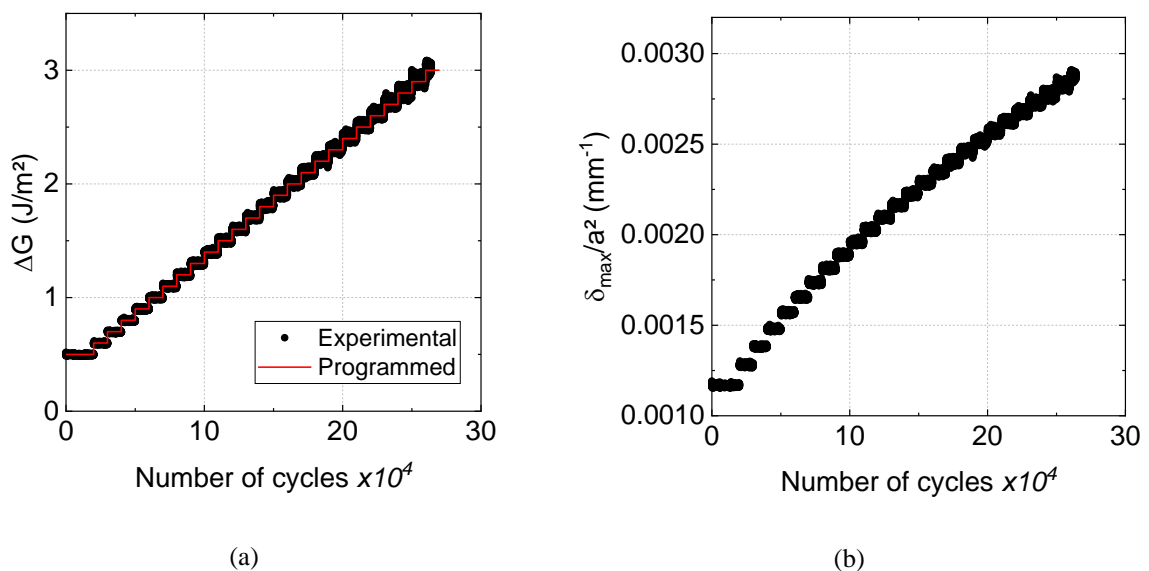 3
2
1
0
ΔG (J/m²)
Experimental
Programmed
0 10 20 30
Number of cycles x10⁴
(a)
0.0030
0.0025
0.0020
0.0015
0.0010
δmax/a² (mm⁻¹)
0 10 20 30
Number of cycles x10⁴
(b)